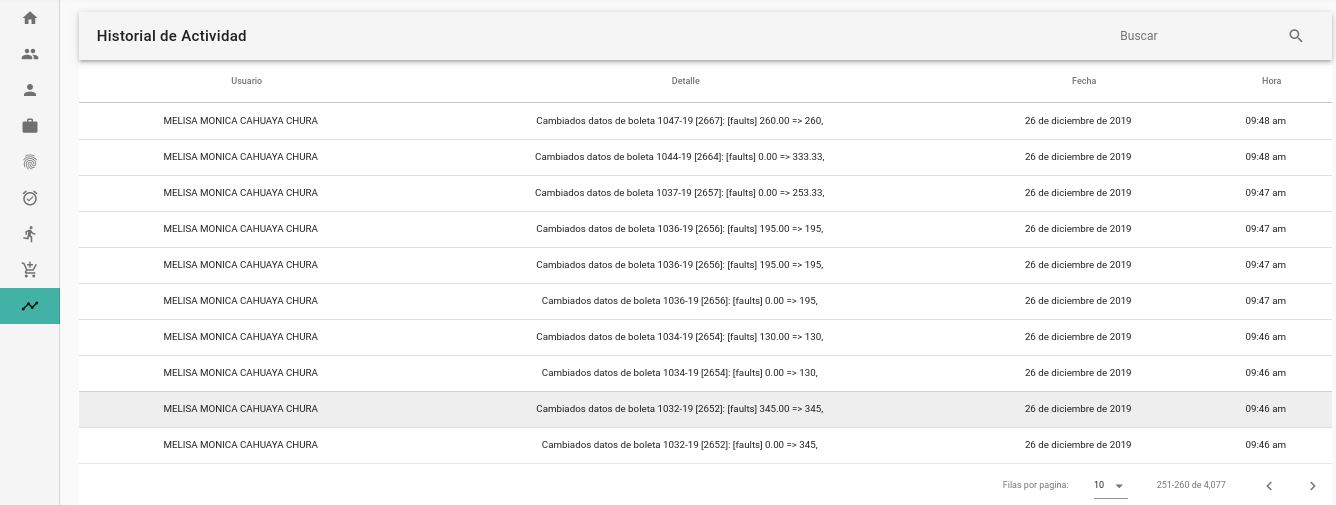 Historial de Actividad Buscar
Usuario Detalle Fecha Hora
MELISA MONICA CAHUAYA CHURA Cambiados datos de boleta 1047-19 [2667]: [faults] 260.00 => 260, 26 de diciembre de 2019 09:48 am
MELISA MONICA CAHUAYA CHURA Cambiados datos de boleta 1044-19 [2664]: [faults] 0.00 => 333.33, 26 de diciembre de 2019 09:48 am
MELISA MONICA CAHUAYA CHURA Cambiados datos de boleta 1037-19 [2657]: [faults] 0.00 => 253.33, 26 de diciembre de 2019 09:47 am
MELISA MONICA CAHUAYA CHURA Cambiados datos de boleta 1036-19 [2656]: [faults] 195.00 => 195, 26 de diciembre de 2019 09:47 am
MELISA MONICA CAHUAYA CHURA Cambiados datos de boleta 1036-19 [2656]: [faults] 195.00 => 195, 26 de diciembre de 2019 09:47 am
MELISA MONICA CAHUAYA CHURA Cambiados datos de boleta 1036-19 [2656]: [faults] 0.00 => 195, 26 de diciembre de 2019 09:47 am
MELISA MONICA CAHUAYA CHURA Cambiados datos de boleta 1034-19 [2654]: [faults] 130.00 => 130, 26 de diciembre de 2019 09:46 am
MELISA MONICA CAHUAYA CHURA Cambiados datos de boleta 1034-19 [2654]: [faults] 0.00 => 130, 26 de diciembre de 2019 09:46 am
MELISA MONICA CAHUAYA CHURA Cambiados datos de boleta 1032-19 [2652]: [faults] 345.00 => 345, 26 de diciembre de 2019 09:46 am
MELISA MONICA CAHUAYA CHURA Cambiados datos de boleta 1032-19 [2652]: [faults] 0.00 => 345, 26 de diciembre de 2019 09:46 am
Filas por pagina: 10 251-260 de 4,077